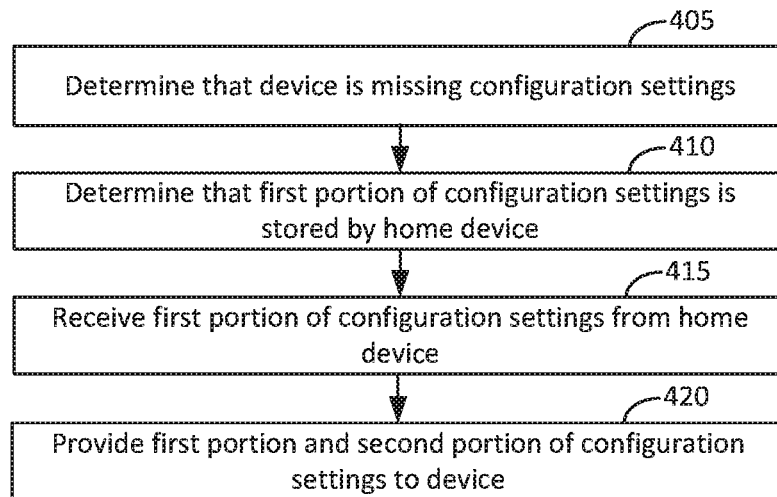 405
Determine that device is missing configuration settings
410
Determine that first portion of configuration settings is
stored by home device
415
Receive first portion of configuration settings from home
device
420
Provide first portion and second portion of configuration
settings to device